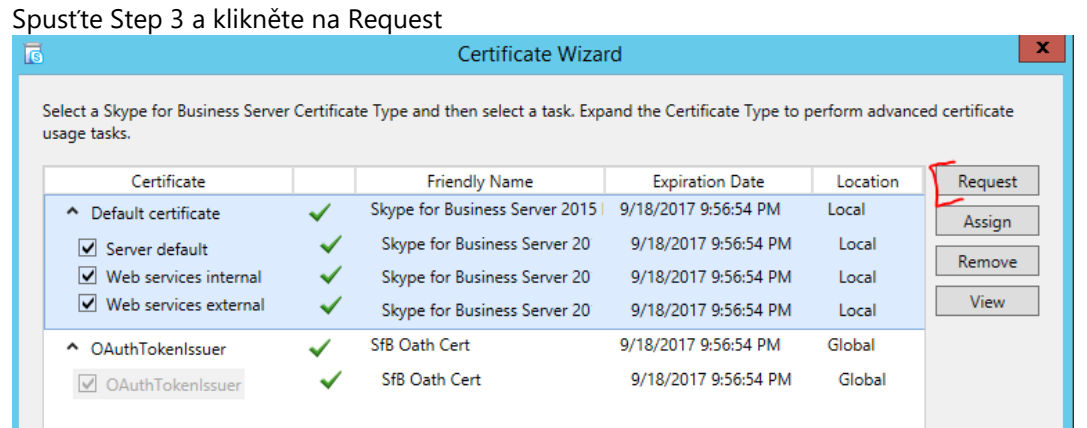 Spusťte Step 3 a klikněte na Request
Certificate Wizard
x
Select a Skype for Business Server Certificate Type and then select a task. Expand the Certificate Type to perform advanced certificate
usage tasks.
Certificate Friendly Name Expiration Date Location
Default certificate Skype for Business Server 2015 9/18/2017 9:56:54 PM Local
Server default Skype for Business Server 20 9/18/2017 9:56:54 PM Local
Web services internal Skype for Business Server 20 9/18/2017 9:56:54 PM Local
Web services external Skype for Business Server 20 9/18/2017 9:56:54 PM Local
OAuthTokenIssuer SfB Oath Cert 9/18/2017 9:56:54 PM Global
OAuthTokenIssuer SfB Oath Cert 9/18/2017 9:56:54 PM Global
Request
Assign
Remove
View